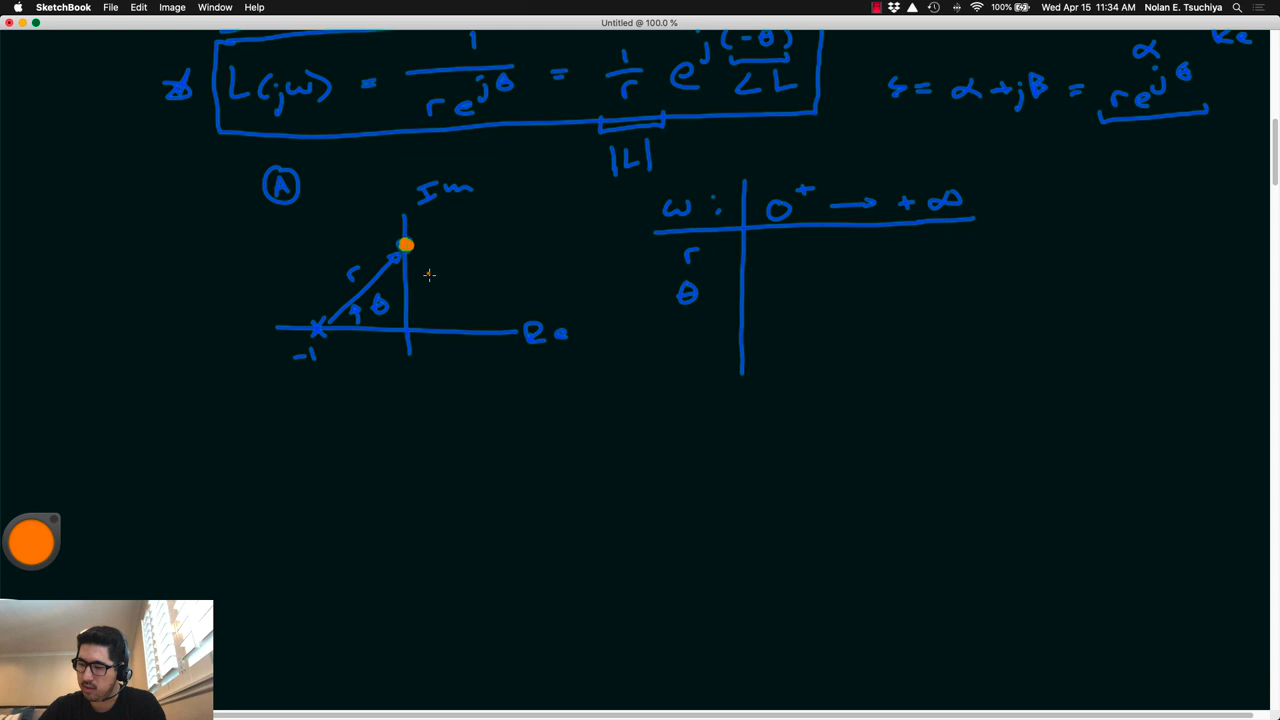 SketchBook File Edit Image Window Help 100% Wed Apr 15 11:34 AM Nolan E. Tsuchiya
Untitled @ 100.0 %
L(jω) = 1 / re^jθ = 1/r e^j(-θ)
∠L
|L|
α Re
s = α + jβ = re^jθ
A
Im
r
θ
-1
Re
ω: 0⁺ → +∞
r
θ